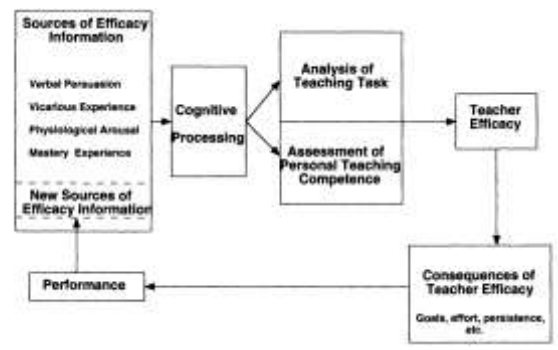 Sources of Efficacy
Information
Verbal Persuasion
Vicarious Experience
Physiological Arousal
Mastery Experience
New Sources of
Efficacy Information
Cognitive
Processing
Analysis of
Teaching Task
Assessment of
Personal Teaching
Competence
Teacher
Efficacy
Consequences of
Teacher Efficacy
Goals, effort, persistence,
etc.
Performance